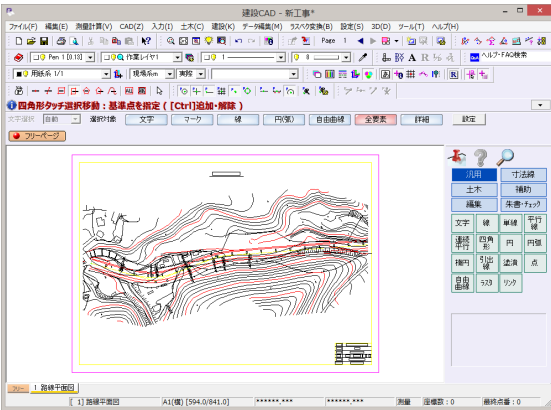 建設CAD - 新工事*
ファイル(F) 編集(E) 測量計算(V) CAD(Z) 入力(I) 土木(C) 建設(K) データ編集(M) ラスベク変換(B) 設定(S) 3D(D) ツール(T) ヘルプ(H)
Page 1
Pen 1 [0.13] 作業レイヤ1 1 8 ヘルプ・FAQ検索
用紙系 1/1 現場系m 実線
四角形タッチ選択移動：基準点を指定 ( [Ctrl]追加・解除 )
文字選択 自動 選択対象 文字 マーク 線 円(弧) 自由曲線 全要素 詳細 設定
フリーページ
汎用 寸法線
土木 補助
編集 朱書・チェック
文字 線 単線 平行線
連続平行 四角形 円 円弧
楕円 引出線 塗潰 点
自由曲線 ラスタ リンク
フリー 1 路線平面図
[ 1] 路線平面図 A1(横) [594.0/841.0] ******.*** ******.*** 測量 座標数：0 最終点番：0